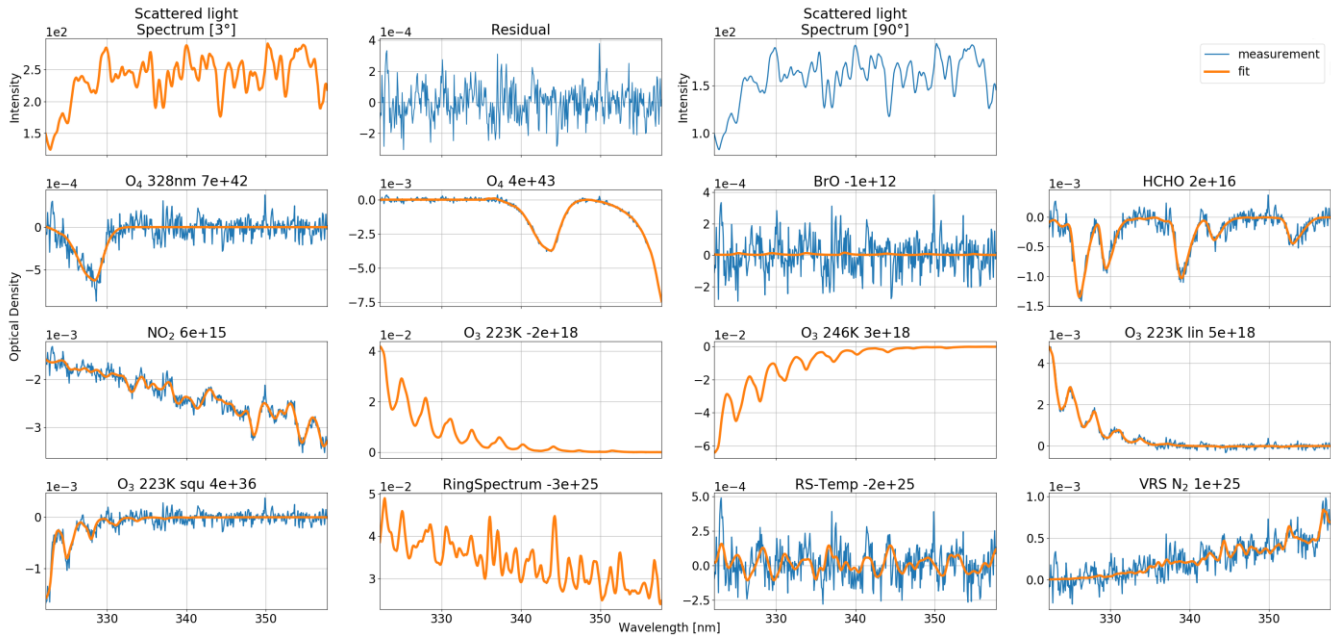 Scattered light
Spectrum [3°]
Residual
Scattered light
Spectrum [90°]
1e2
1e−4
1e2
Intensity
2.5
2.0
1.5
4
2
0
−2
Intensity
1.5
1.0
measurement
fit
O₄ 328nm 7e+42
O₄ 4e+43
BrO -1e+12
HCHO 2e+16
1e−4
1e−3
1e−4
1e−3
0
−5
0.0
−2.5
−5.0
−7.5
4
2
0
−2
0.0
−0.5
−1.0
−1.5
Optical Density
NO₂ 6e+15
O₃ 223K -2e+18
O₃ 246K 3e+18
O₃ 223K lin 5e+18
1e−3
1e−2
1e−2
1e−3
−2
−3
4
2
0
0
−2
−4
−6
4
2
0
O₃ 223K squ 4e+36
RingSpectrum -3e+25
RS-Temp -2e+25
VRS N₂ 1e+25
1e−3
1e−2
1e−4
1e−3
0
−1
5
4
3
5.0
2.5
0.0
−2.5
1.0
0.5
0.0
330 340 350
330 340 350
330 340 350
330 340 350
Wavelength [nm]